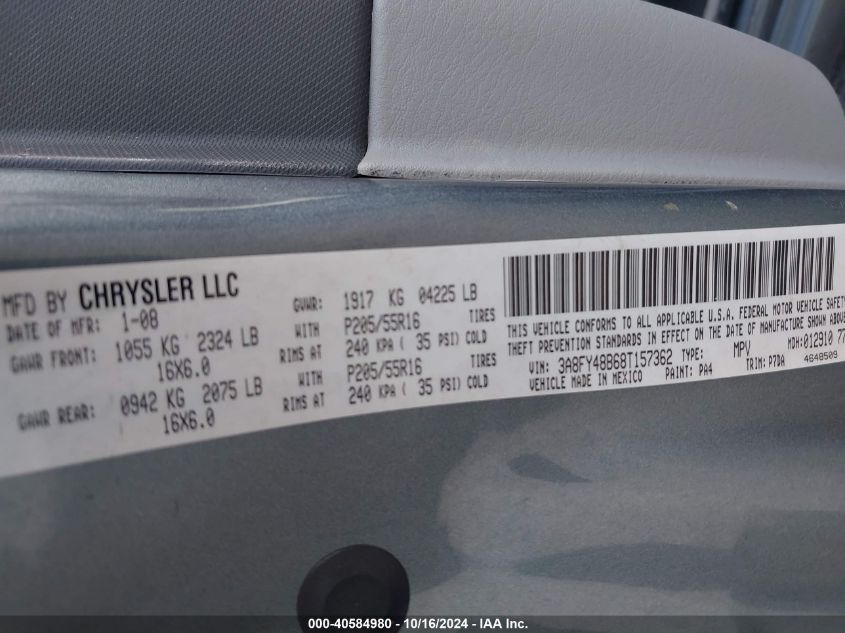 MFD BY CHRYSLER LLC
DATE OF MFR: 1-08
GVWR: 1917 KG 04225 LB
GAWR FRONT: 1055 KG 2324 LB
16X6.0
WITH P205/55R16 TIRES
RIMS AT 240 KPA ( 35 PSI) COLD
GAWR REAR: 0942 KG 2075 LB
16X6.0
WITH P205/55R16 TIRES
RIMS AT 240 KPA ( 35 PSI) COLD
THIS VEHICLE CONFORMS TO ALL APPLICABLE U.S.A. FEDERAL MOTOR VEHICLE SAFETY
THEFT PREVENTION STANDARDS IN EFFECT ON THE DATE OF MANUFACTURE SHOWN ABOVE
VIN: 3A8FY48B68T157362 TYPE: MPV MDH:012910 77
VEHICLE MADE IN MEXICO PAINT: PA4 TRIM: P7DA 4648509
000-40584980 - 10/16/2024 - IAA Inc.